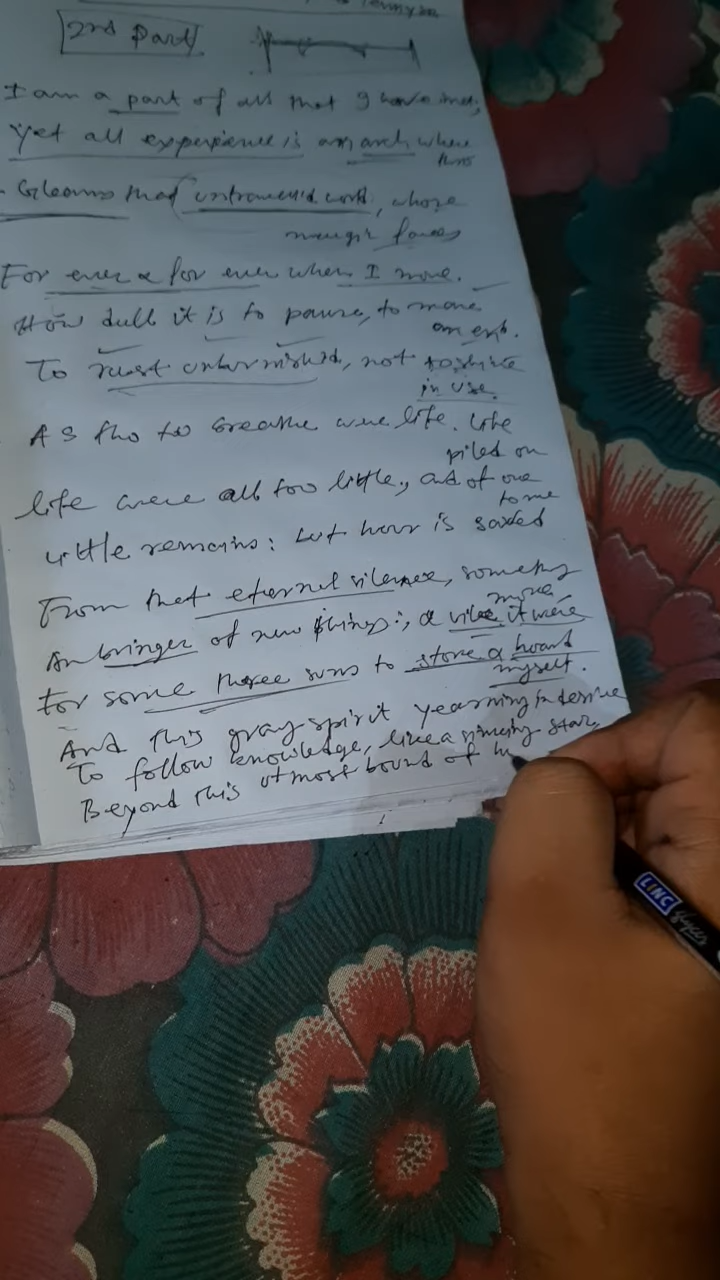 Tennyson
2nd Part
I am a part of all that I have met;
Yet all experience is an arch where
thro
Gleams that untravell'd world, whose
margin fades
For ever & for ever when I move.
How dull it is to pause, to make
an end.
To rust unburnished, not to shine
in use.
As tho to breathe were life. Life
piled on
life were all too little, and of one
to me
little remains: but hour is saved
From that eternal silence, something
more,
An bringer of new things:, & vile it were
For some three suns to store & hoard
myself.
And this gray spirit yearning in desire
To follow knowledge, like a sinking star,
Beyond this utmost bound of
LINC